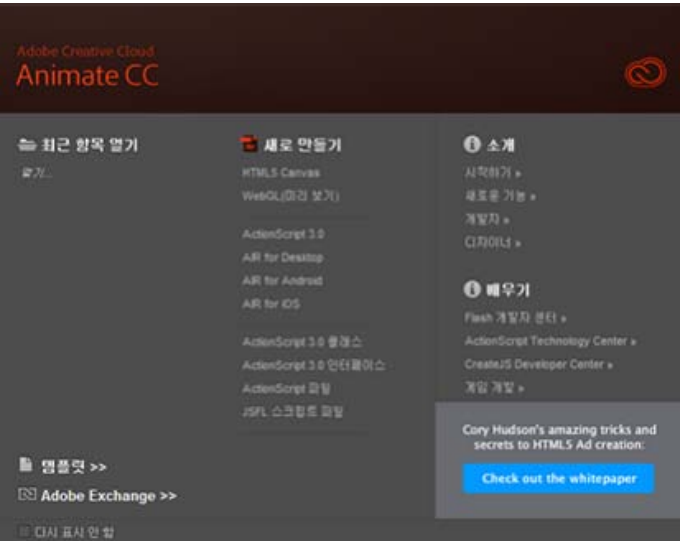 Adobe Creative Cloud
Animate CC
최근 항목 열기
열기...
새로 만들기
HTML5 Canvas
WebGL(미리 보기)
ActionScript 3.0
AIR for Desktop
AIR for Android
AIR for iOS
ActionScript 3.0 클래스
ActionScript 3.0 인터페이스
ActionScript 파일
JSFL 스크립트 파일
소개
시작하기 »
새로운 기능 »
개발자 »
디자이너 »
배우기
Flash 개발자 센터 »
ActionScript Technology Center »
CreateJS Developer Center »
게임 개발 »
Cory Hudson's amazing tricks and
secrets to HTML5 Ad creation:
Check out the whitepaper
템플릿 >>
Adobe Exchange >>
다시 표시 안 함